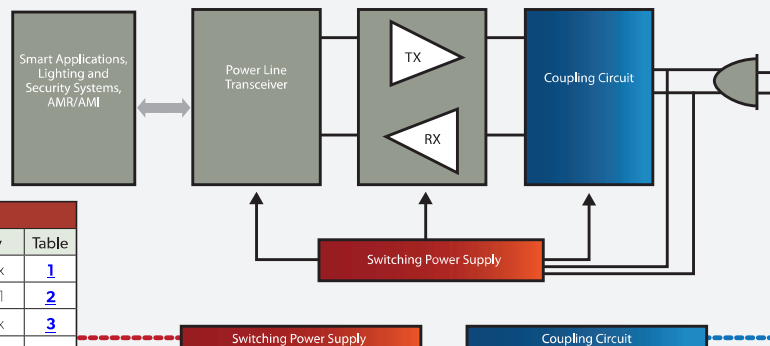 Smart Applications,
Lighting and
Security Systems,
AMR/AMI
Power Line
Transceiver
TX
RX
Coupling Circuit
Switching Power Supply
Table
1
2
3
Switching Power Supply
Coupling Circuit